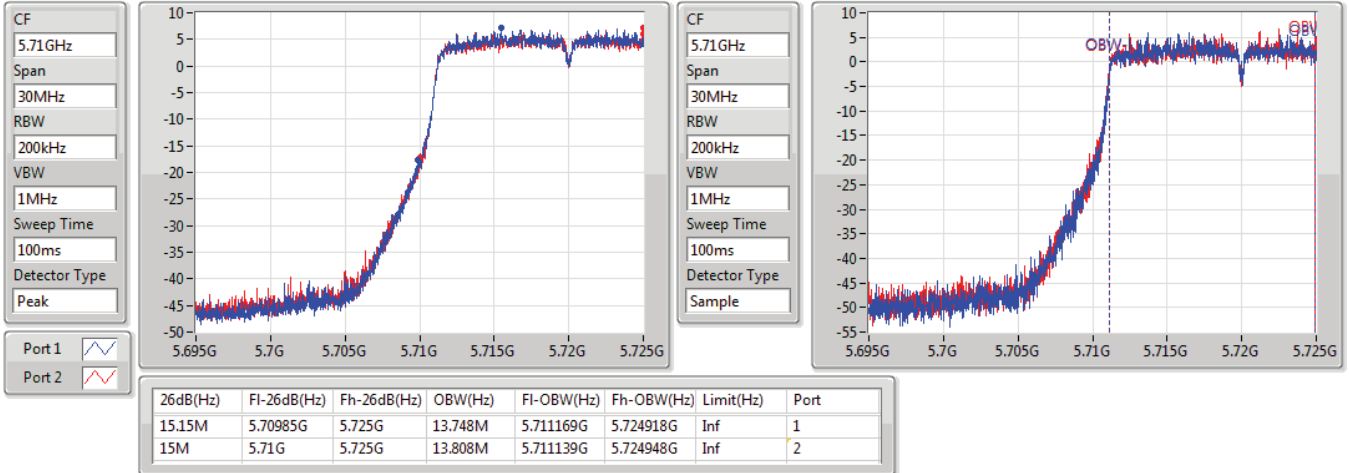 CF
5.71GHz
Span
30MHz
RBW
200kHz
VBW
1MHz
Sweep Time
100ms
Detector Type
Peak
Port 1
Port 2
10
5
0
-5
-10
-15
-20
-25
-30
-35
-40
-45
-50
5.695G 5.7G 5.705G 5.71G 5.715G 5.72G 5.725G
CF
5.71GHz
Span
30MHz
RBW
200kHz
VBW
1MHz
Sweep Time
100ms
Detector Type
Sample
10
5
0
-5
-10
-15
-20
-25
-30
-35
-40
-45
-50
-55
OBW
OBW
5.695G 5.7G 5.705G 5.71G 5.715G 5.72G 5.725G
26dB(Hz) Fl-26dB(Hz) Fh-26dB(Hz) OBW(Hz) Fl-OBW(Hz) Fh-OBW(Hz) Limit(Hz) Port
15.15M 5.70985G 5.725G 13.748M 5.711169G 5.724918G Inf 1
15M 5.71G 5.725G 13.808M 5.711139G 5.724948G Inf 2